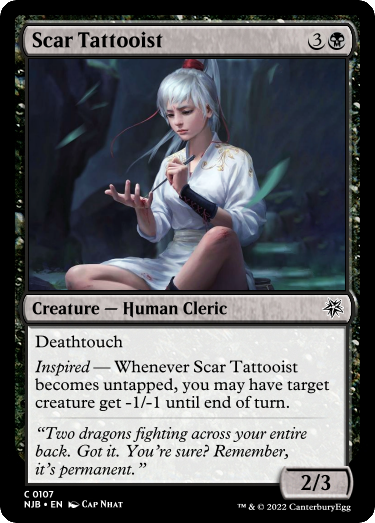 Scar Tattooist 3
Creature — Human Cleric
Deathtouch
Inspired — Whenever Scar Tattooist
becomes untapped, you may have target
creature get -1/-1 until end of turn.
“Two dragons fighting across your entire
back. Got it. You’re sure? Remember,
it’s permanent.”
2/3
C 0107
NJB • EN Cap Nhat
™ & © 2022 CanterburyEgg